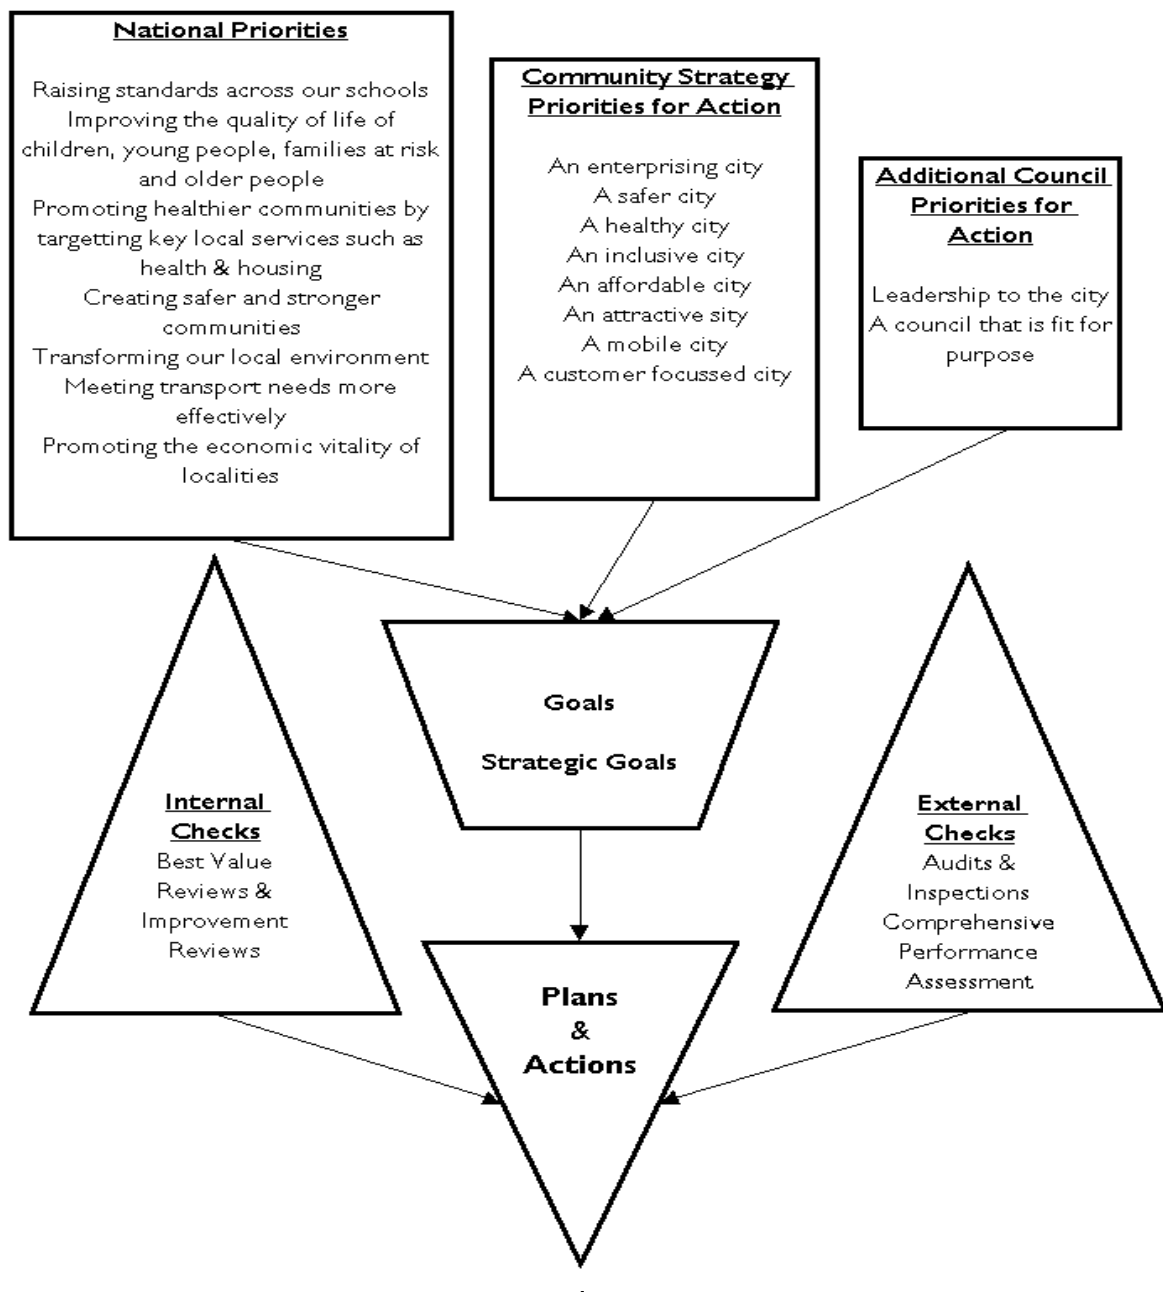 National Priorities
Raising standards across our schools
Improving the quality of life of
children, young people, families at risk
and older people
Promoting healthier communities by
targetting key local services such as
health & housing
Creating safer and stronger
communities
Transforming our local environment
Meeting transport needs more
effectively
Promoting the economic vitality of
localities
Community Strategy
Priorities for Action
An enterprising city
A safer city
A healthy city
An inclusive city
An affordable city
An attractive sity
A mobile city
A customer focussed city
Additional Council
Priorities for
Action
Leadership to the city
A council that is fit for
purpose
Goals
Strategic Goals
Internal
Checks
Best Value
Reviews &
Improvement
Reviews
External
Checks
Audits &
Inspections
Comprehensive
Performance
Assessment
Plans
&
Actions